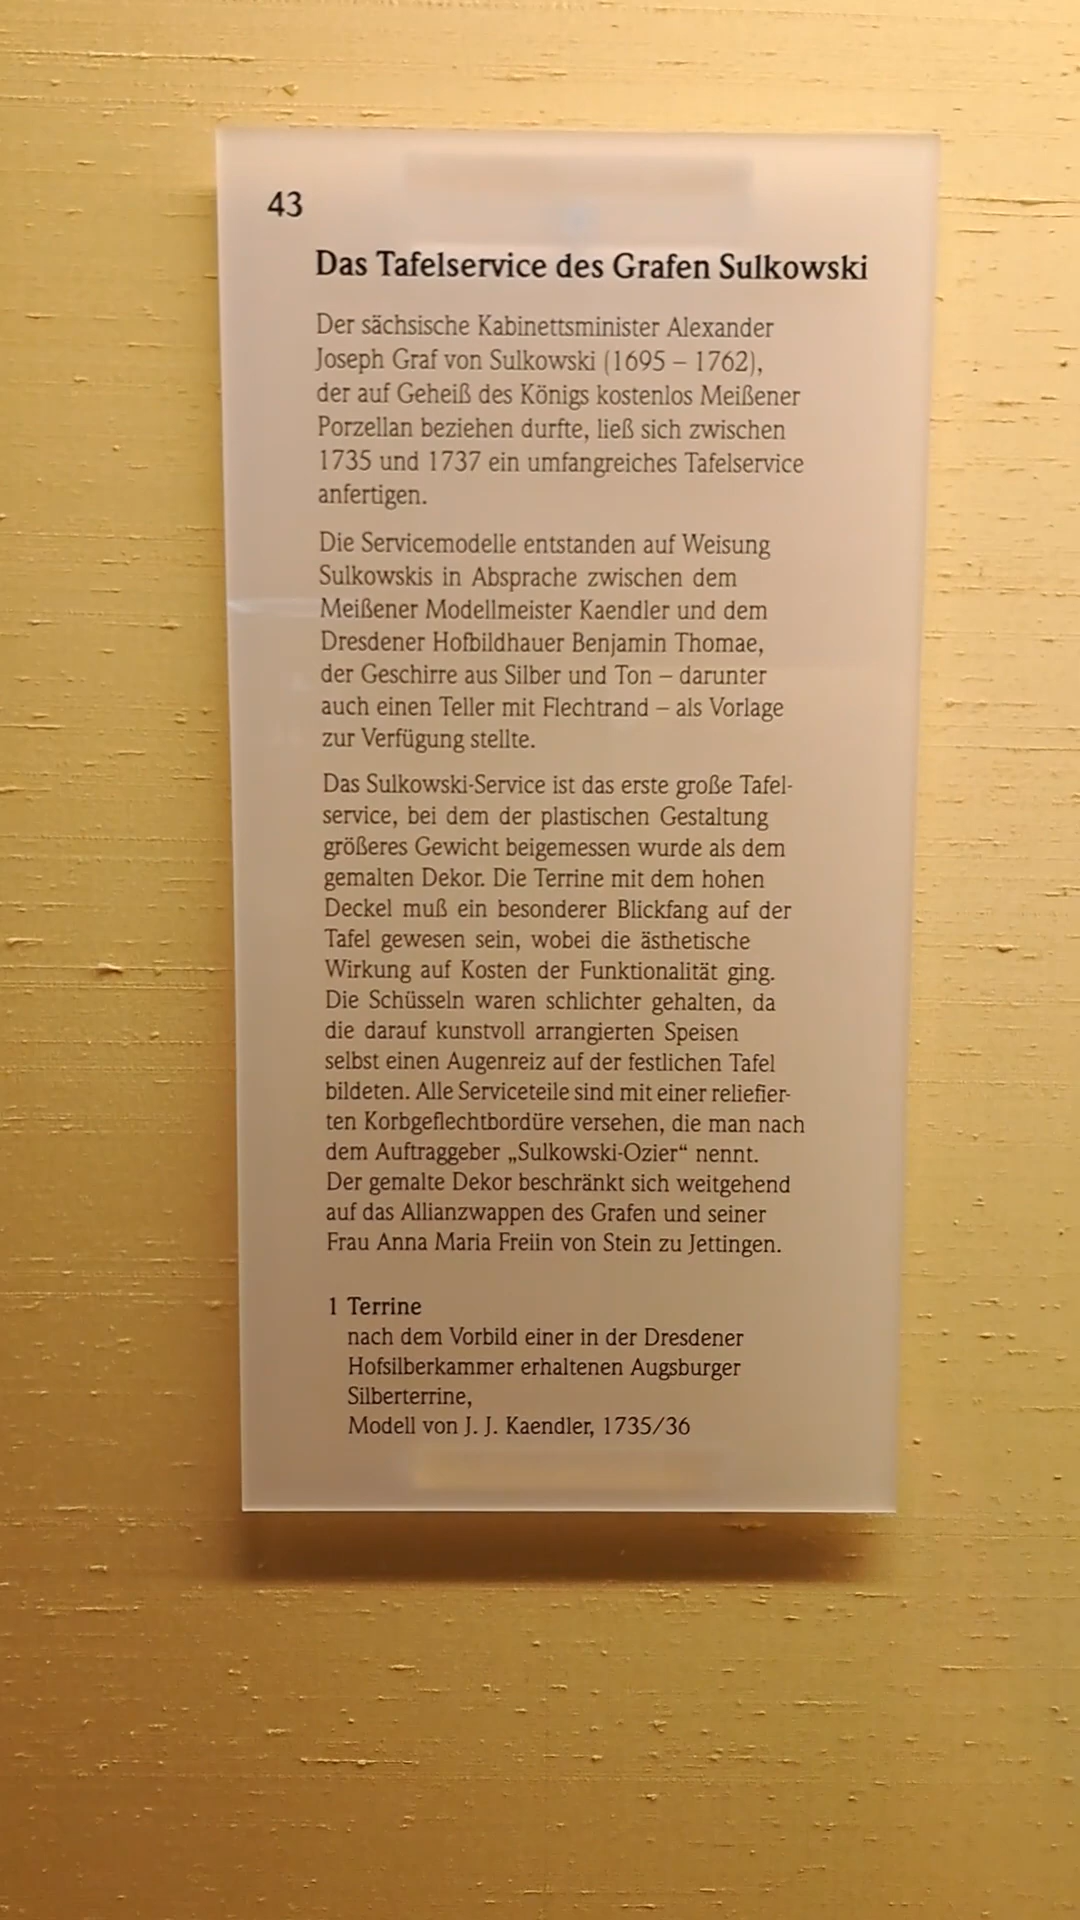 43
Das Tafelservice des Grafen Sulkowski
Der sächsische Kabinettsminister Alexander
Joseph Graf von Sulkowski (1695 – 1762),
der auf Geheiß des Königs kostenlos Meißener
Porzellan beziehen durfte, ließ sich zwischen
1735 und 1737 ein umfangreiches Tafelservice
anfertigen.
Die Servicemodelle entstanden auf Weisung
Sulkowskis in Absprache zwischen dem
Meißener Modellmeister Kaendler und dem
Dresdener Hofbildhauer Benjamin Thomae,
der Geschirre aus Silber und Ton – darunter
auch einen Teller mit Flechtrand – als Vorlage
zur Verfügung stellte.
Das Sulkowski-Service ist das erste große Tafel-
service, bei dem der plastischen Gestaltung
größeres Gewicht beigemessen wurde als dem
gemalten Dekor. Die Terrine mit dem hohen
Deckel muß ein besonderer Blickfang auf der
Tafel gewesen sein, wobei die ästhetische
Wirkung auf Kosten der Funktionalität ging.
Die Schüsseln waren schlichter gehalten, da
die darauf kunstvoll arrangierten Speisen
selbst einen Augenreiz auf der festlichen Tafel
bildeten. Alle Serviceteile sind mit einer reliefier-
ten Korbgeflechtbordüre versehen, die man nach
dem Auftraggeber „Sulkowski-Ozier“ nennt.
Der gemalte Dekor beschränkt sich weitgehend
auf das Allianzwappen des Grafen und seiner
Frau Anna Maria Freiin von Stein zu Jettingen.
1 Terrine
nach dem Vorbild einer in der Dresdener
Hofsilberkammer erhaltenen Augsburger
Silberterrine,
Modell von J. J. Kaendler, 1735/36